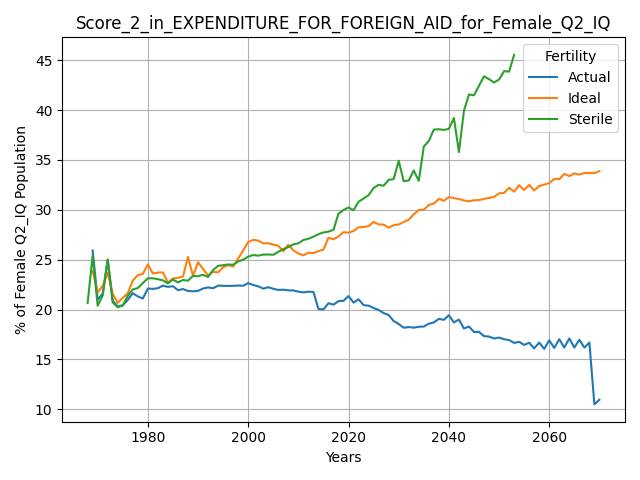 Score_2_in_EXPENDITURE_FOR_FOREIGN_AID_for_Female_Q2_IQ
% of Female Q2_IQ Population
45
40
35
30
25
20
15
10
Fertility
Actual
Ideal
Sterile
1980
2000
2020
2040
2060
Years